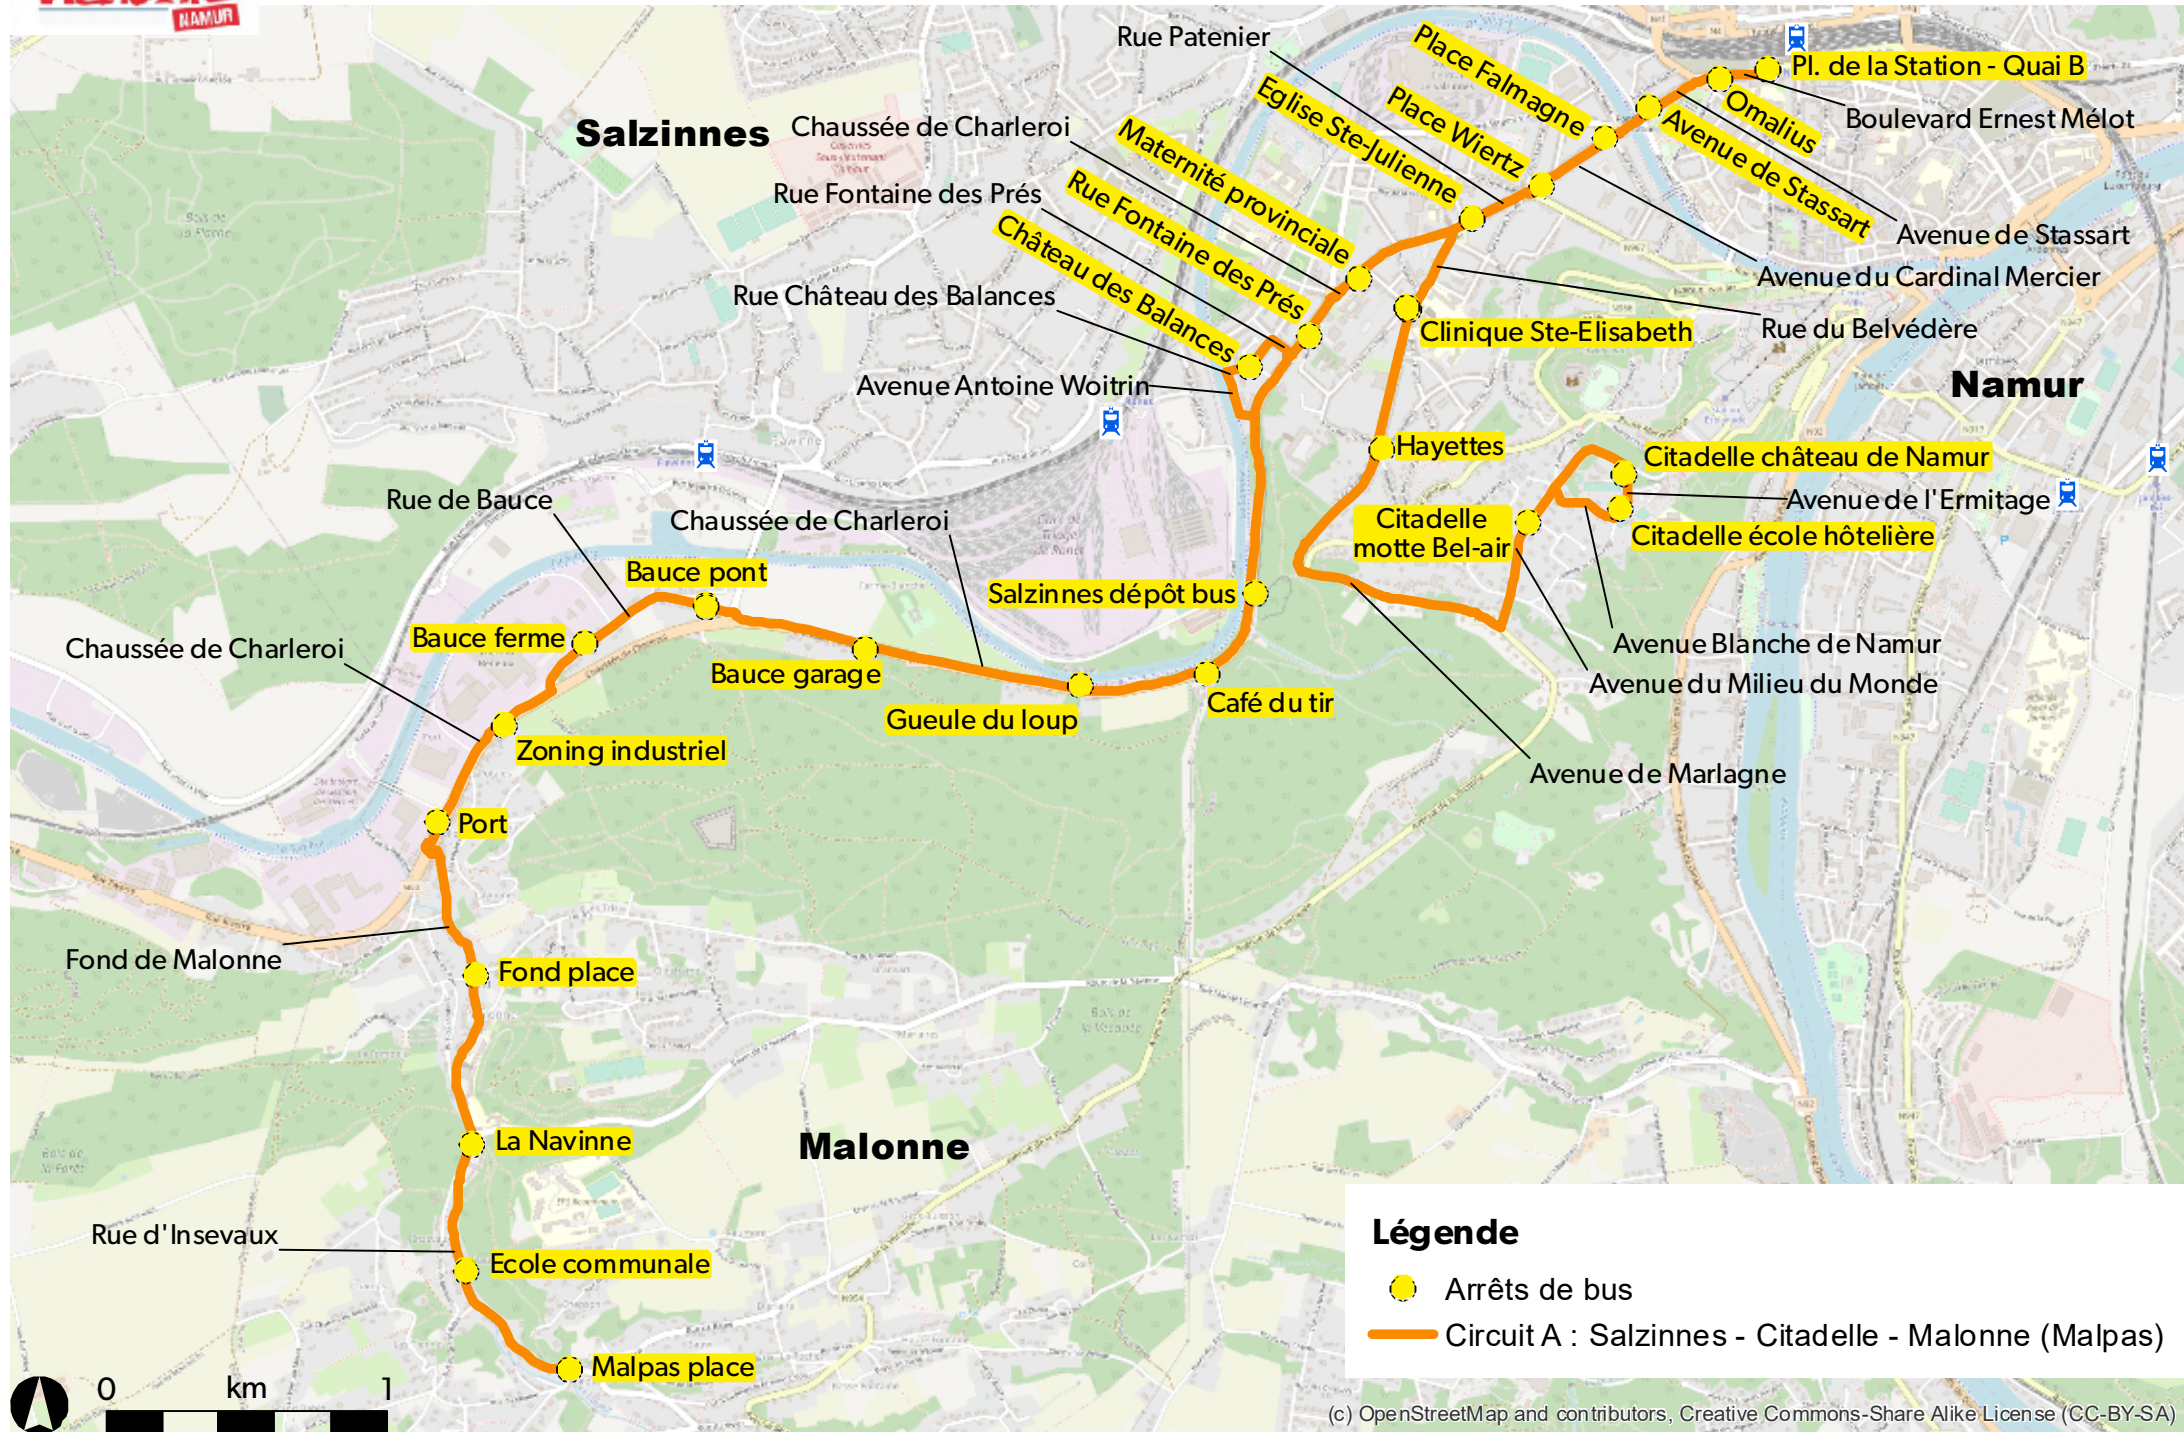 NAMUR
Rue Patenier
Place Falmagne
Pl. de la Station - Quai B
Omalius
Boulevard Ernest Mélot
Eglise Ste-Julienne
Place Wiertz
Avenue de Stassart
Salzinnes
Chaussée de Charleroi
Maternité provinciale
Rue Fontaine des Prés
Rue Fontaine des Prés
Avenue de Stassart
Château des Balances
Avenue du Cardinal Mercier
Rue Château des Balances
Clinique Ste-Elisabeth
Rue du Belvédère
Avenue Antoine Woitrin
Namur
Hayettes
Citadelle château de Namur
Rue de Bauce
Avenue de l'Ermitage
Chaussée de Charleroi
Citadelle
motte Bel-air
Citadelle école hôtelière
Bauce pont
Salzinnes dépôt bus
Bauce ferme
Chaussée de Charleroi
Avenue Blanche de Namur
Bauce garage
Avenue du Milieu du Monde
Gueule du loup
Café du tir
Zoning industriel
Avenue de Marlagne
Port
Fond de Malonne
Fond place
La Navinne
Malonne
Rue d'Insevaux
Ecole communale
Malpas place
Légende
Arrêts de bus
Circuit A : Salzinnes - Citadelle - Malonne (Malpas)
0 km 1
(c) OpenStreetMap and contributors, Creative Commons-Share Alike License (CC-BY-SA)